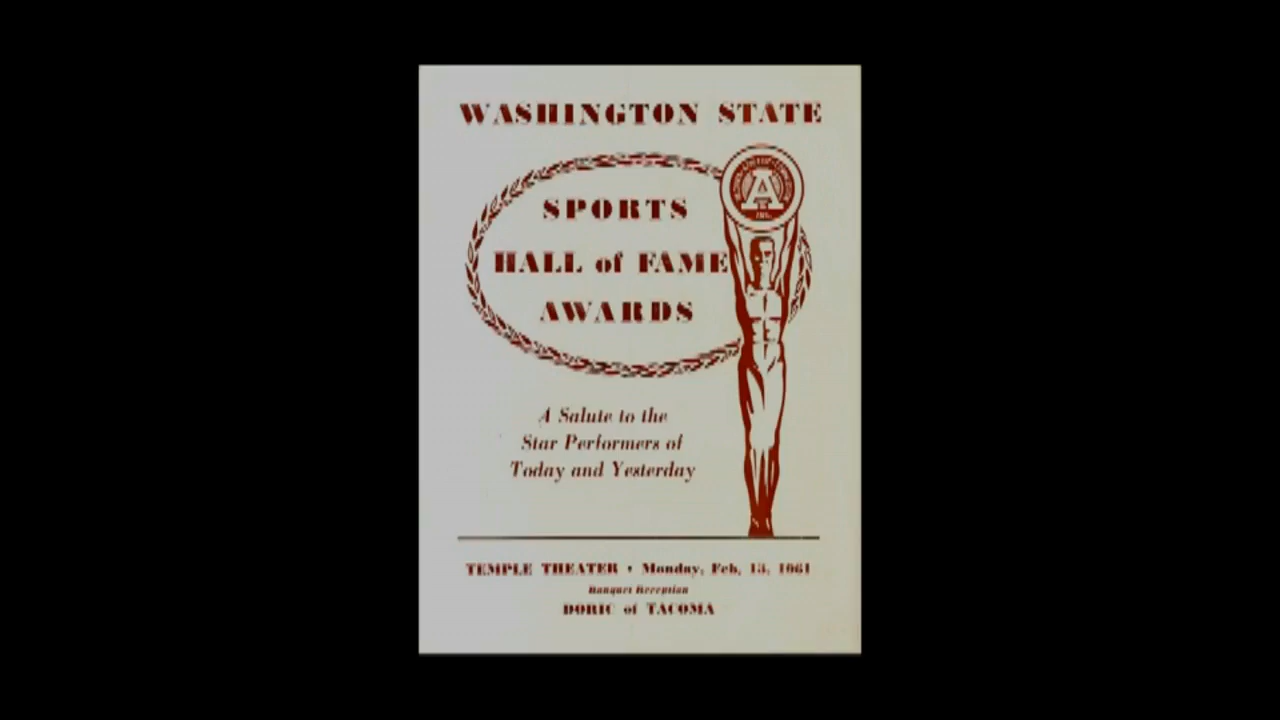 WASHINGTON STATE
SPORTS
HALL of FAME
AWARDS
A
INC.
A Salute to the
Star Performers of
Today and Yesterday
TEMPLE THEATER • Monday, Feb. 13, 1961
Banquet Reception
DORIC of TACOMA